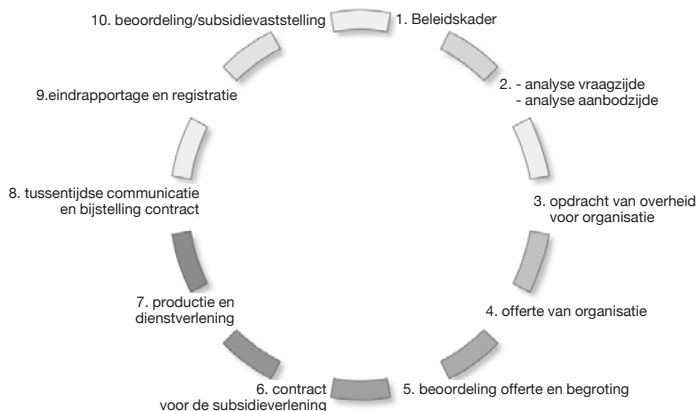 1. Beleidskader
2. - analyse vraagzijde
- analyse aanbodzijde
3. opdracht van overheid
voor organisatie
4. offerte van organisatie
5. beoordeling offerte en begroting
6. contract
voor de subsidieverlening
7. productie en
dienstverlening
8. tussentijdse communicatie
en bijstelling contract
9.eindrapportage en registratie
10. beoordeling/subsidievaststelling